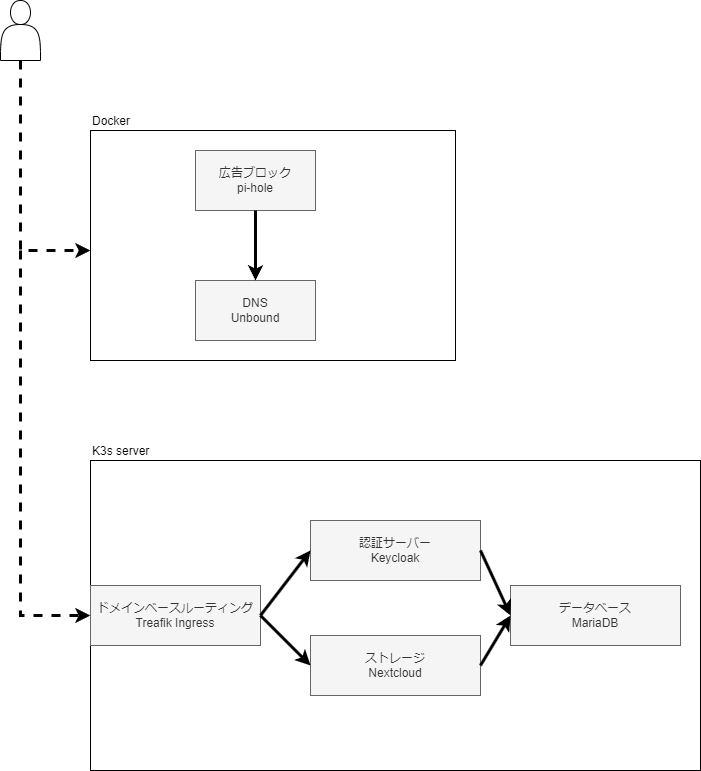 Docker
広告ブロック
pi-hole
DNS
Unbound
K3s server
認証サーバー
Keycloak
ドメインベースルーティング
Treafik Ingress
データベース
MariaDB
ストレージ
Nextcloud